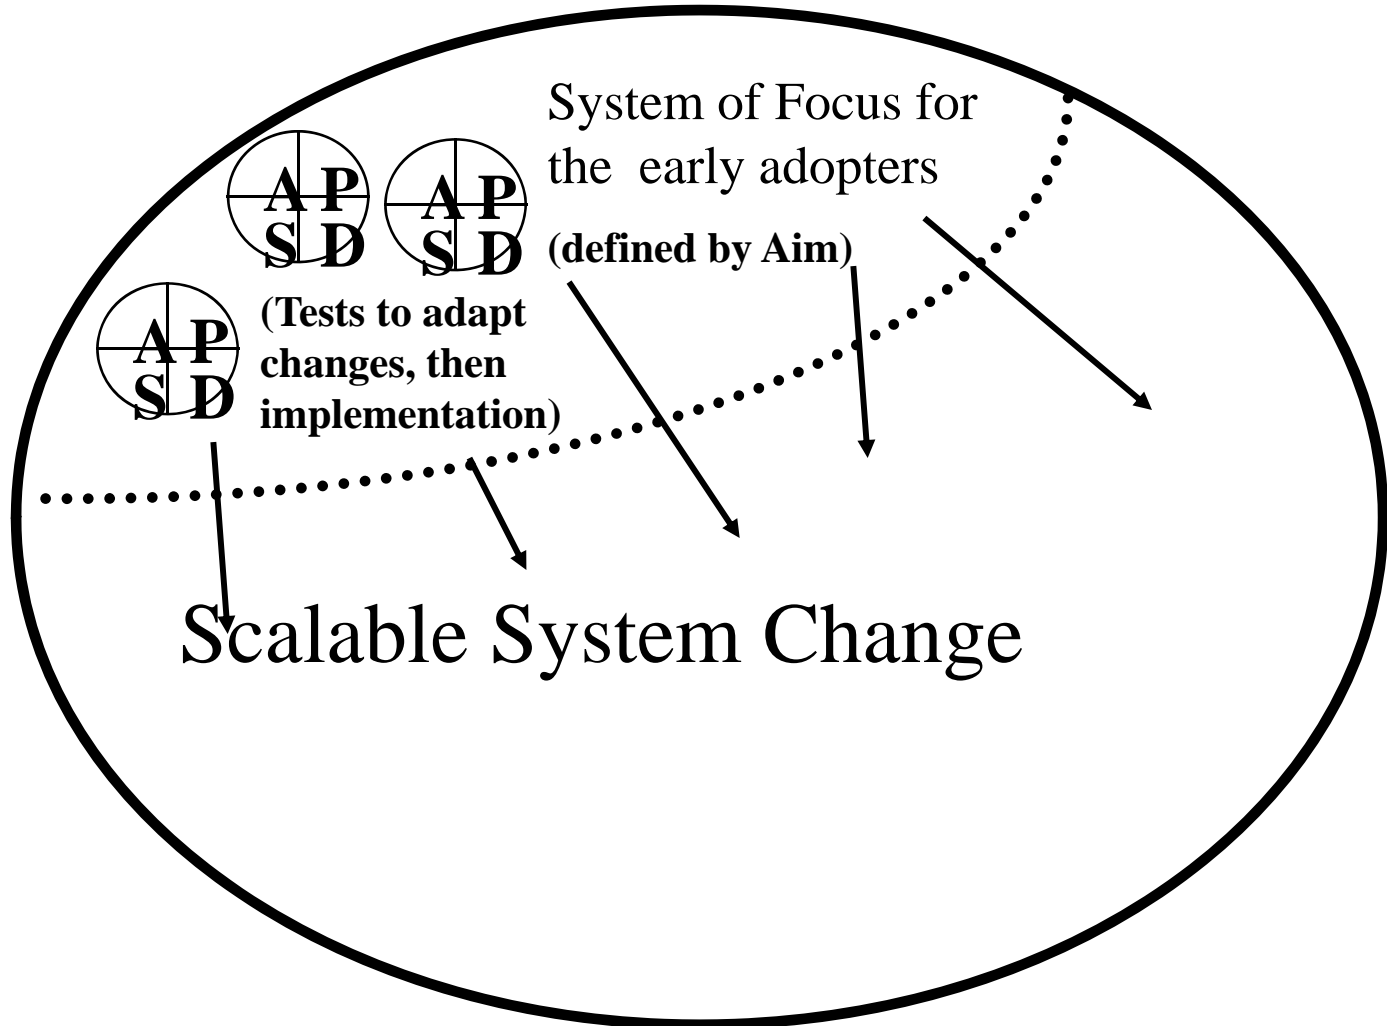 System of Focus for
the early adopters
A P
S D
A P
S D
(defined by Aim)
A P
S D
(Tests to adapt
changes, then
implementation)
Scalable System Change